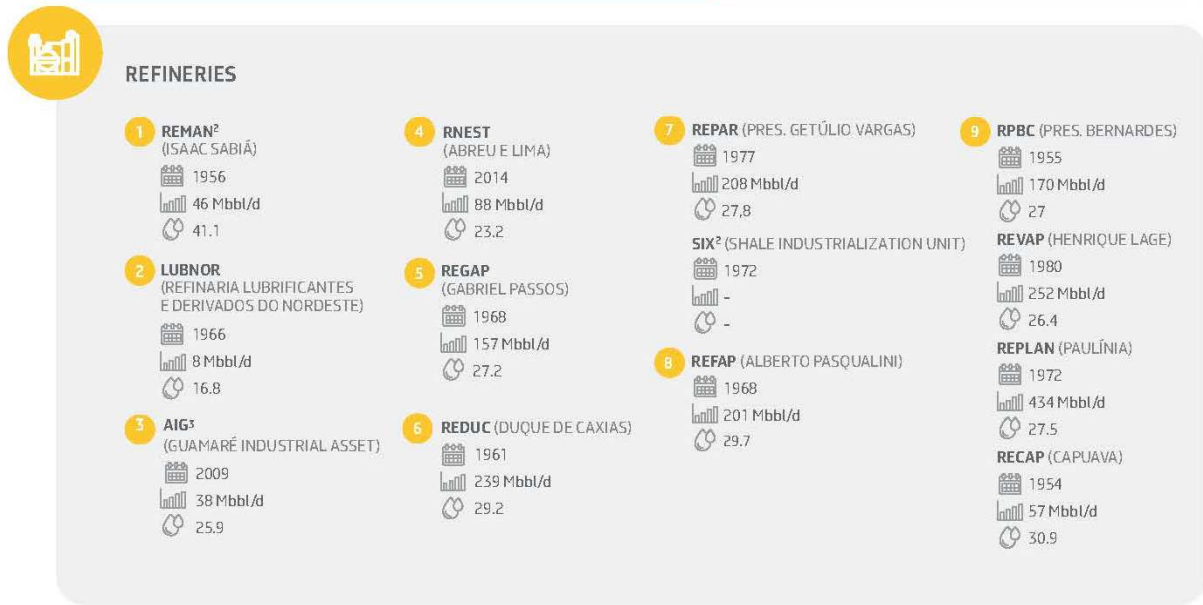 REFINERIES
1 REMAN²
(ISAAC SABIÁ)
1956
46 Mbbl/d
41.1
2 LUBNOR
(REFINARIA LUBRIFICANTES
E DERIVADOS DO NORDESTE)
1966
8 Mbbl/d
16.8
3 AIG³
(GUAMARÉ INDUSTRIAL ASSET)
2009
38 Mbbl/d
25.9
4 RNEST
(ABREU E LIMA)
2014
88 Mbbl/d
23.2
5 REGAP
(GABRIEL PASSOS)
1968
157 Mbbl/d
27.2
6 REDUC (DUQUE DE CAXIAS)
1961
239 Mbbl/d
29.2
7 REPAR (PRES. GETÚLIO VARGAS)
1977
208 Mbbl/d
27,8
SIX² (SHALE INDUSTRIALIZATION UNIT)
1972
-
-
8 REFAP (ALBERTO PASQUALINI)
1968
201 Mbbl/d
29.7
9 RPBC (PRES. BERNARDES)
1955
170 Mbbl/d
27
REVAP (HENRIQUE LAGE)
1980
252 Mbbl/d
26.4
REPLAN (PAULÍNIA)
1972
434 Mbbl/d
27.5
RECAP (CAPUAVA)
1954
57 Mbbl/d
30.9